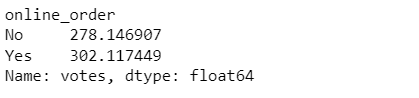 online_order
No     278.146907
Yes    302.117449
Name: votes, dtype: float64